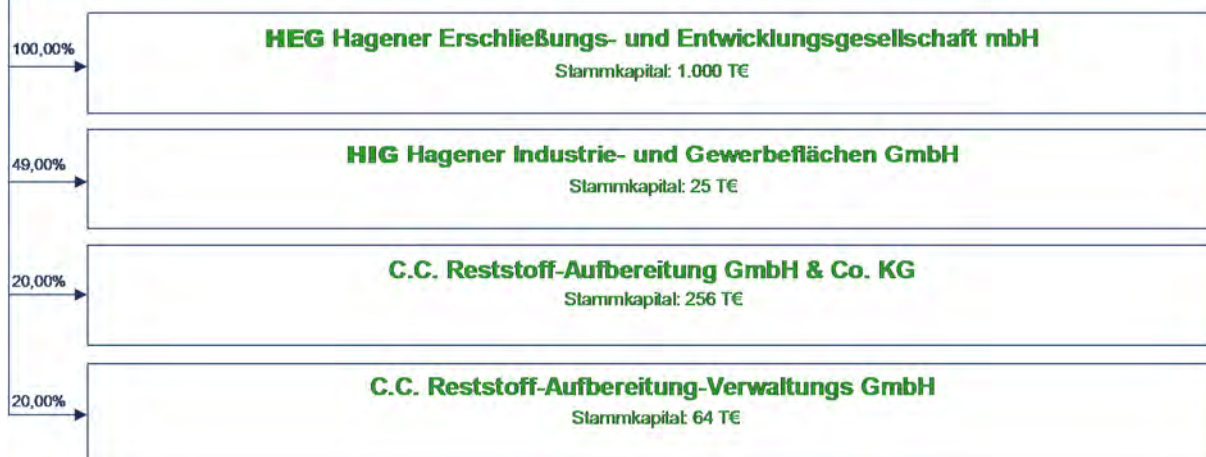 100,00%
HEG Hagener Erschließungs- und Entwicklungsgesellschaft mbH
Stammkapital: 1.000 T€
49,00%
HIG Hagener Industrie- und Gewerbeflächen GmbH
Stammkapital: 25 T€
20,00%
C.C. Reststoff-Aufbereitung GmbH & Co. KG
Stammkapital: 256 T€
20,00%
C.C. Reststoff-Aufbereitung-Verwaltungs GmbH
Stammkapital: 64 T€